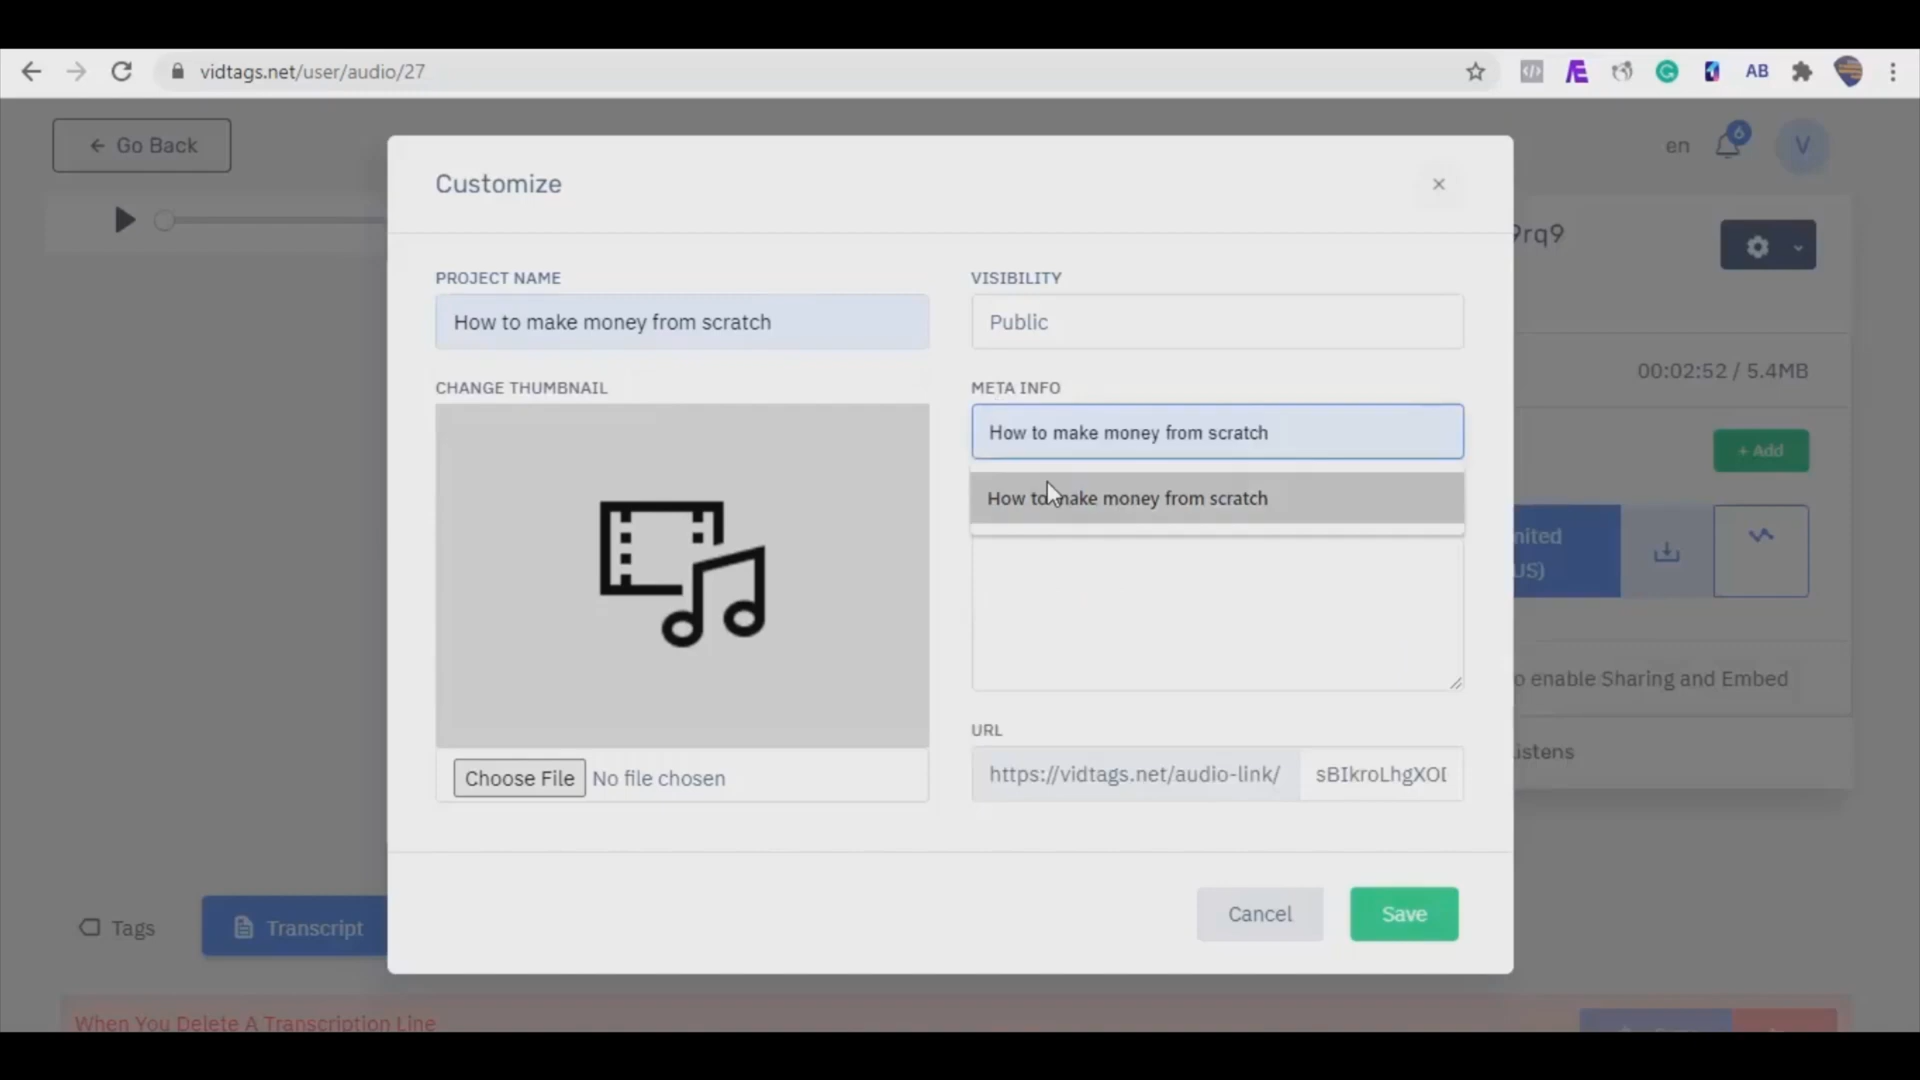 vidtags.net/user/audio/27
AB
Go Back
en
6
V
Customize
9rq9
PROJECT NAME
VISIBILITY
How to make money from scratch
Public
00:02:52 / 5.4MB
CHANGE THUMBNAIL
META INFO
How to make money from scratch
+ Add
How to make money from scratch
nited
US)
o enable Sharing and Embed
URL
istens
https://vidtags.net/audio-link/
Choose File No file chosen
Cancel
Save
Tags
Transcript
When You Delete A Transcription Line